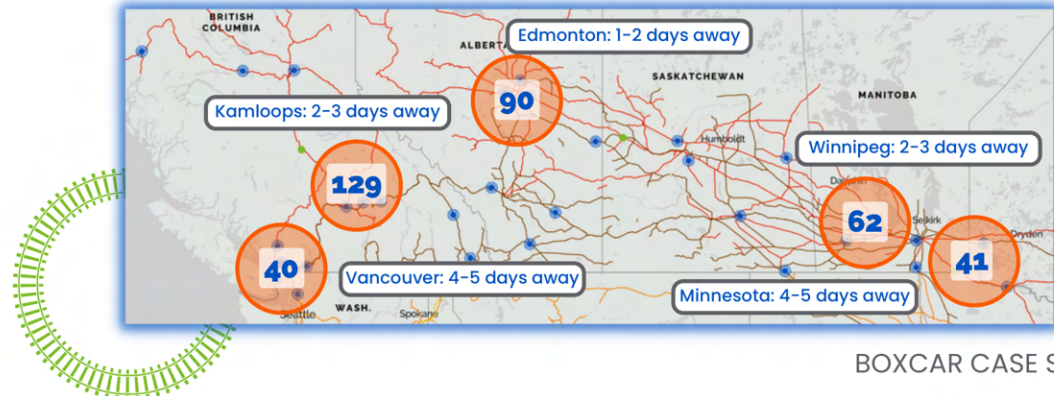 BRITISH
COLUMBIA
Edmonton: 1-2 days away
ALBERT
SASKATCHEWAN
MANITOBA
90
Kamloops: 2-3 days away
Humboldt
Winnipeg: 2-3 days away
129
62
Selkirk
Dryden
40
41
Vancouver: 4-5 days away
Minnesota: 4-5 days away
WASH.
Seattle
Spokane
BOXCAR CASE S